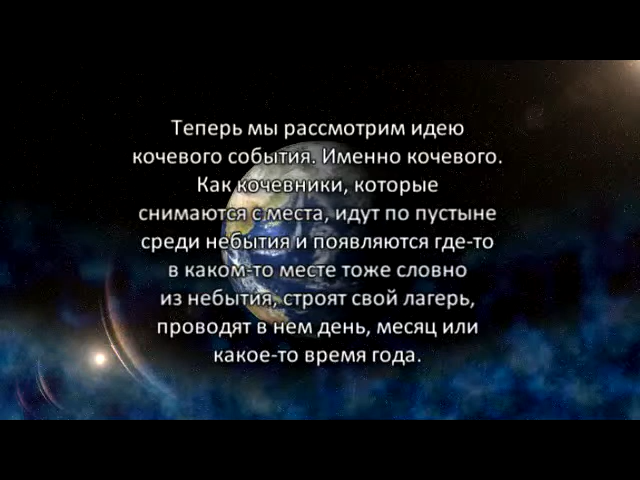 Теперь мы рассмотрим идею
кочевого события. Именно кочевого.
Как кочевники, которые
снимаются с места, идут по пустыне
среди небытия и появляются где-то
в каком-то месте тоже словно
из небытия, строят свой лагерь,
проводят в нем день, месяц или
какое-то время года.